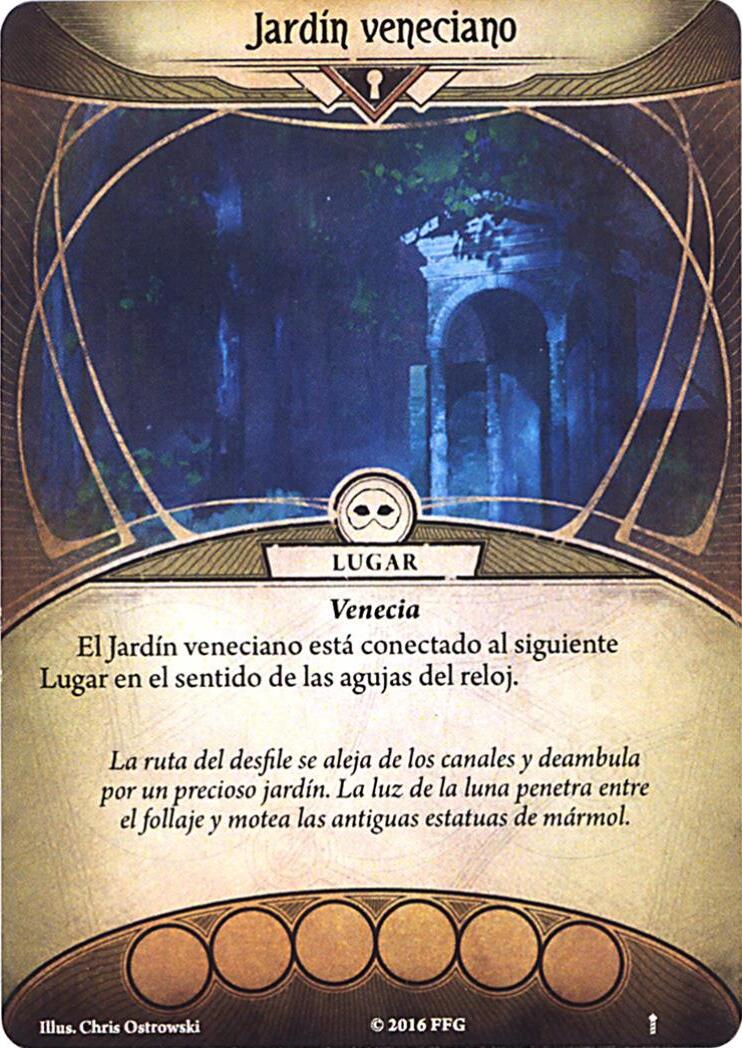 Jardín veneciano
LUGAR
Venecia
El Jardín veneciano está conectado al siguiente
Lugar en el sentido de las agujas del reloj.
La ruta del desfile se aleja de los canales y deambula
por un precioso jardín. La luz de la luna penetra entre
el follaje y motea las antiguas estatuas de mármol.
Illus. Chris Ostrowski
© 2016 FFG